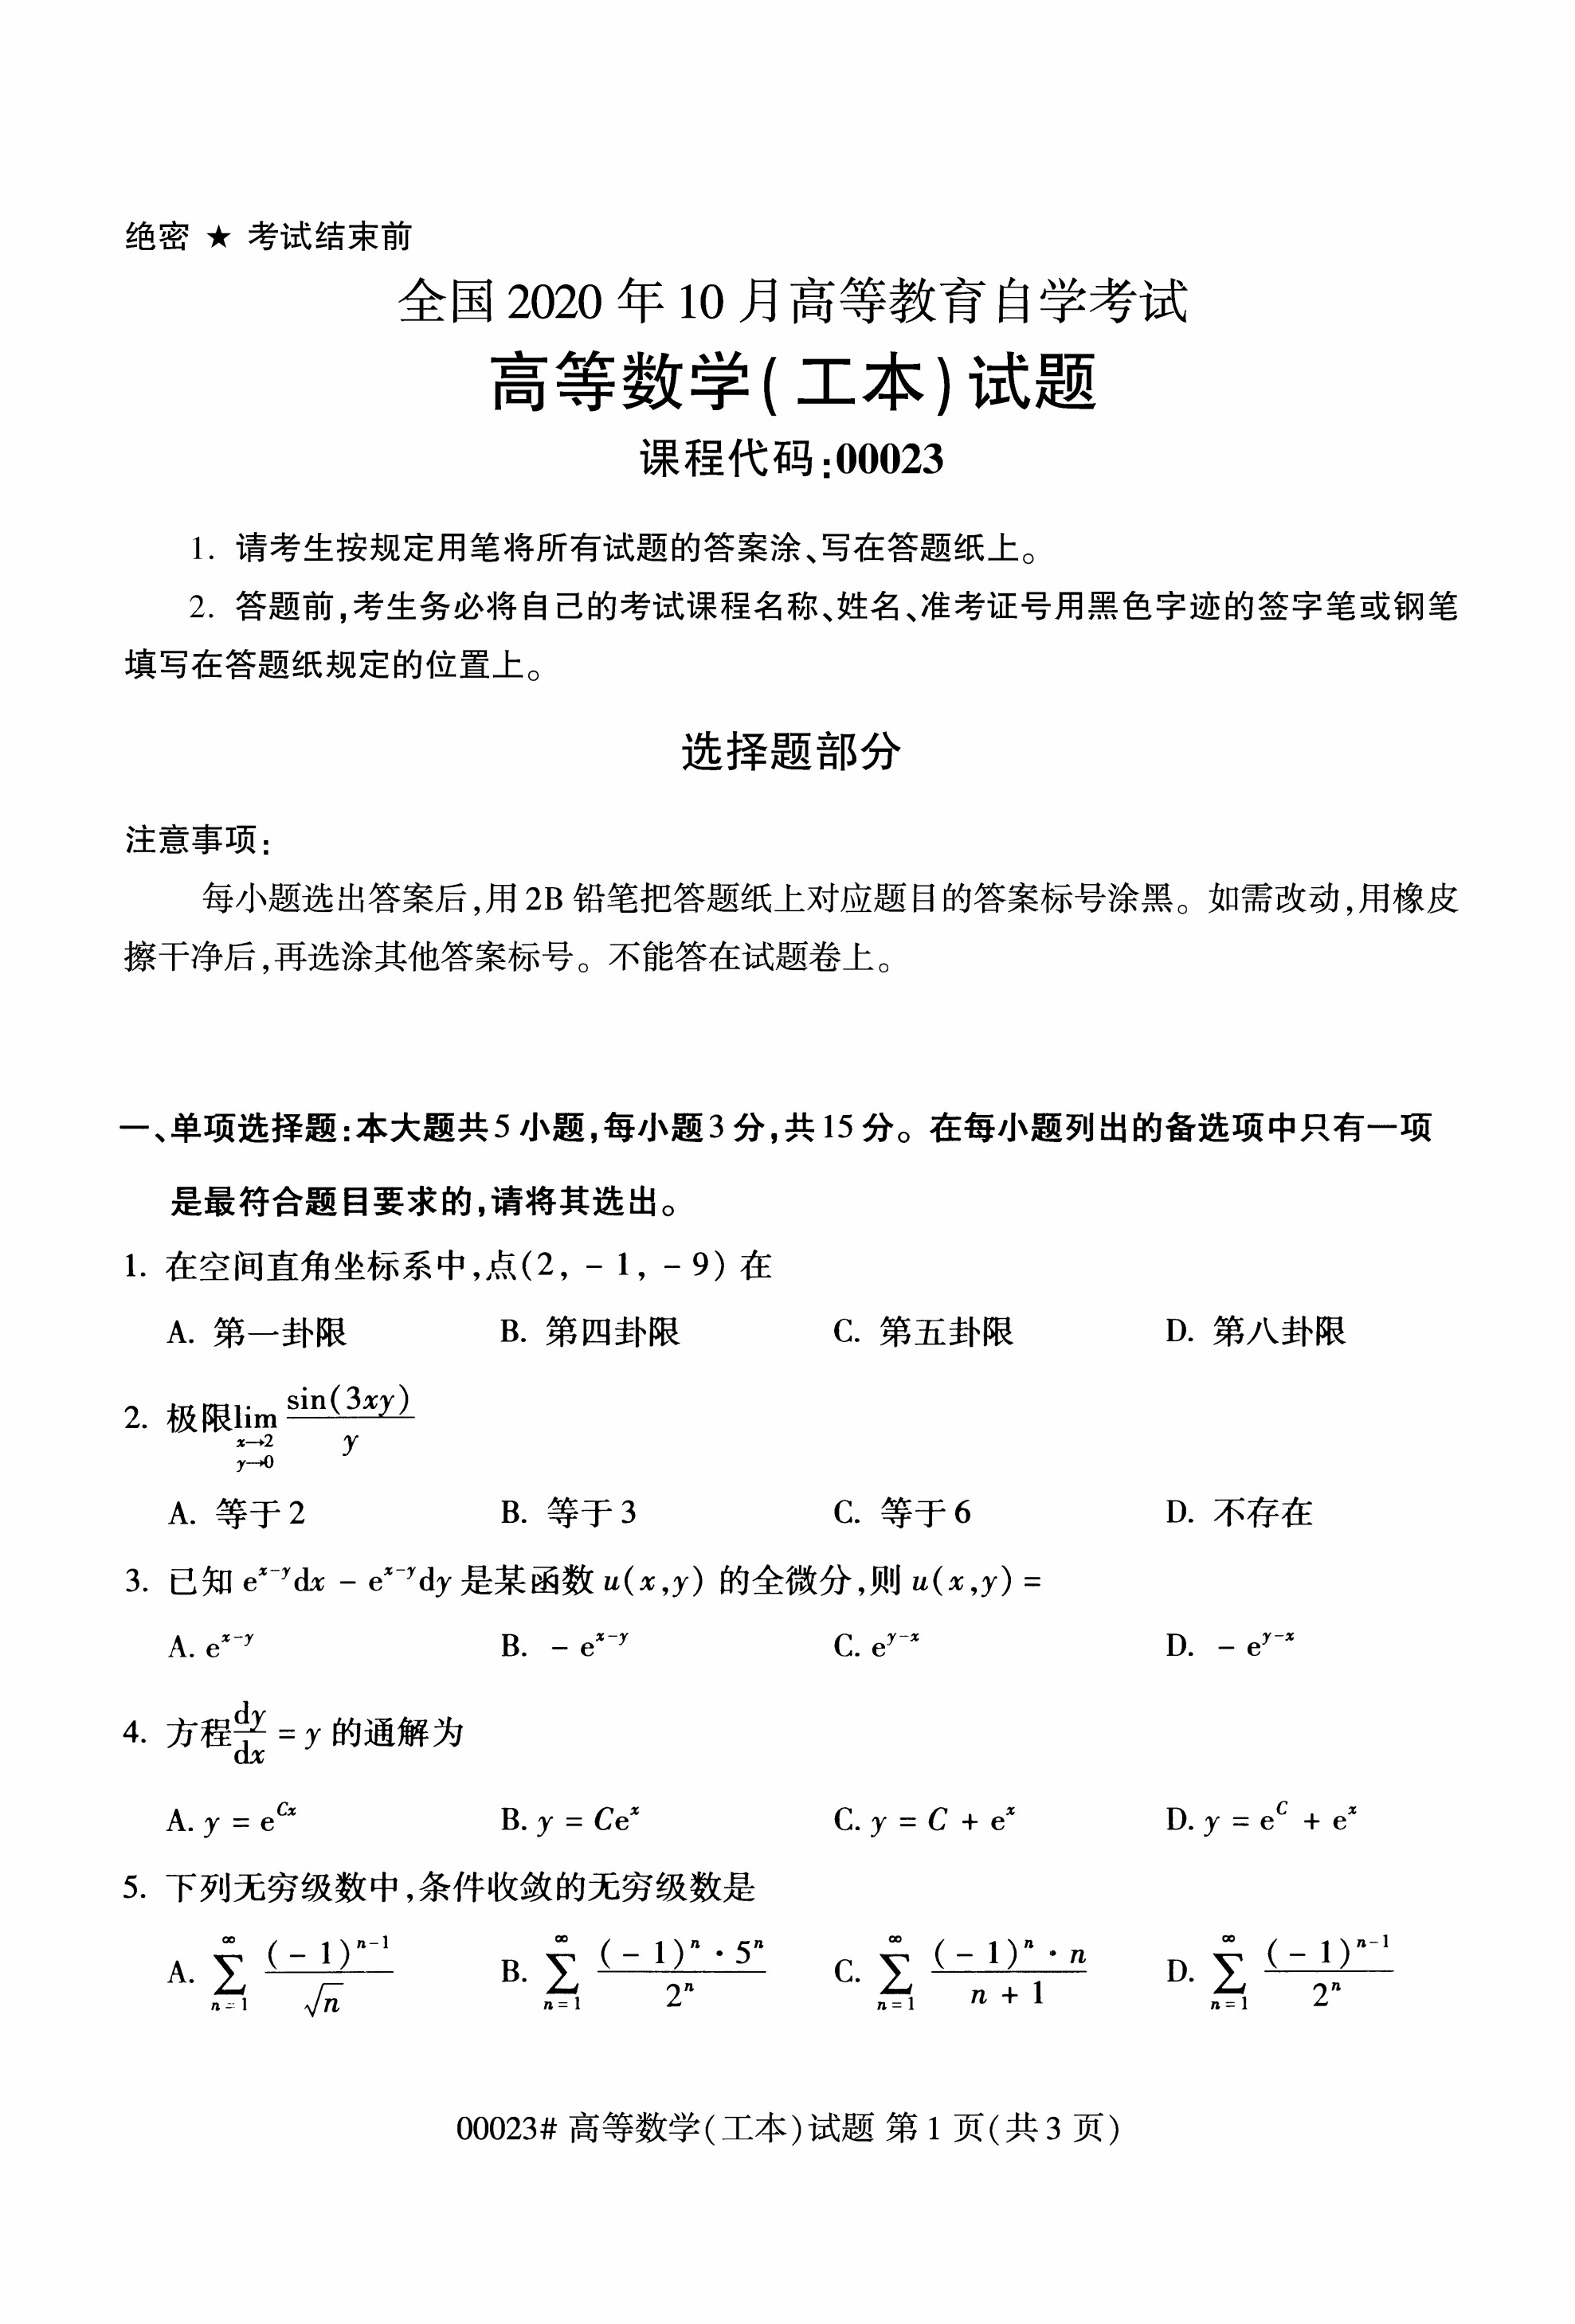 绝密 ★ 考试结束前
全国 2020 年 10 月高等教育自学考试
高等数学(工本)试题
课程代码:00023
1. 请考生按规定用笔将所有试题的答案涂、写在答题纸上。
2. 答题前,考生务必将自己的考试课程名称、姓名、准考证号用黑色字迹的签字笔或钢笔
填写在答题纸规定的位置上。
选择题部分
注意事项:
每小题选出答案后,用 2B 铅笔把答题纸上对应题目的答案标号涂黑。如需改动,用橡皮
擦干净后,再选涂其他答案标号。不能答在试题卷上。
一、单项选择题:本大题共 5 小题,每小题 3 分,共 15 分。在每小题列出的备选项中只有一项
是最符合题目要求的,请将其选出。
1. 在空间直角坐标系中,点(2, - 1, - 9) 在
A. 第一卦限 B. 第四卦限 C. 第五卦限 D. 第八卦限
2. 极限 $\lim_{\substack{x\to 2\\ y\to 0}} \frac{\sin(3xy)}{y}$
A. 等于 2 B. 等于 3 C. 等于 6 D. 不存在
3. 已知 $e^{x-y}dx - e^{x-y}dy$ 是某函数 $u(x,y)$ 的全微分,则 $u(x,y) =$
A. $e^{x-y}$ B. $-e^{x-y}$ C. $e^{y-x}$ D. $-e^{y-x}$
4. 方程 $\frac{dy}{dx} = y$ 的通解为
A. $y = e^{Cx}$ B. $y = Ce^{x}$ C. $y = C + e^{x}$ D. $y = e^{C} + e^{x}$
5. 下列无穷级数中,条件收敛的无穷级数是
A. $\sum_{n=1}^{\infty} \frac{(-1)^{n-1}}{\sqrt{n}}$ B. $\sum_{n=1}^{\infty} \frac{(-1)^{n} \cdot 5^{n}}{2^{n}}$ C. $\sum_{n=1}^{\infty} \frac{(-1)^{n} \cdot n}{n+1}$ D. $\sum_{n=1}^{\infty} \frac{(-1)^{n-1}}{2^{n}}$
00023# 高等数学(工本)试题 第 1 页(共 3 页)